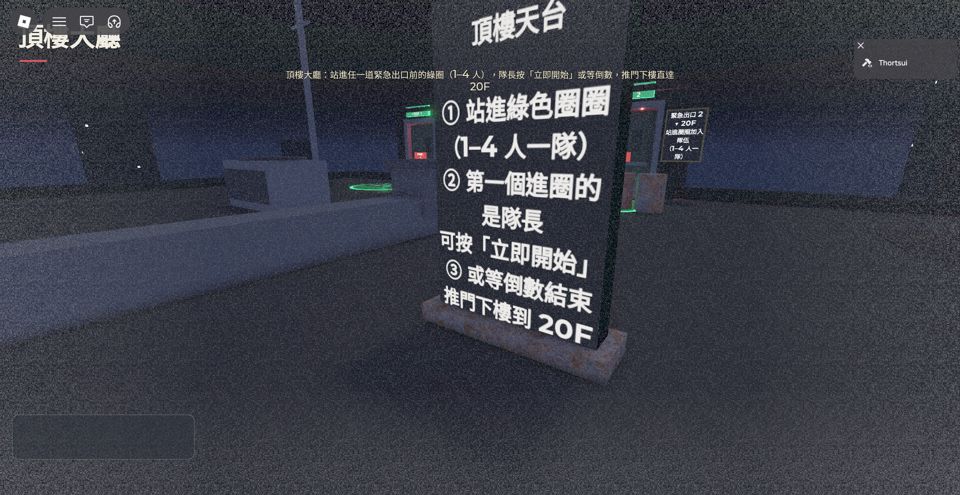 頂樓大廳
Thortsui
頂樓大廳：站進任一道緊急出口前的綠圈（1–4 人），隊長按「立即開始」或等倒數，推門下樓直達
20F
頂樓天台
① 站進綠色圈圈
（1–4 人一隊）
② 第一個進圈的
是隊長
可按「立即開始」
③ 或等倒數結束
推門下樓到 20F
2
緊急出口 2
→ 20F
站進圈圈加入
隊伍
（1–4 人一
隊）